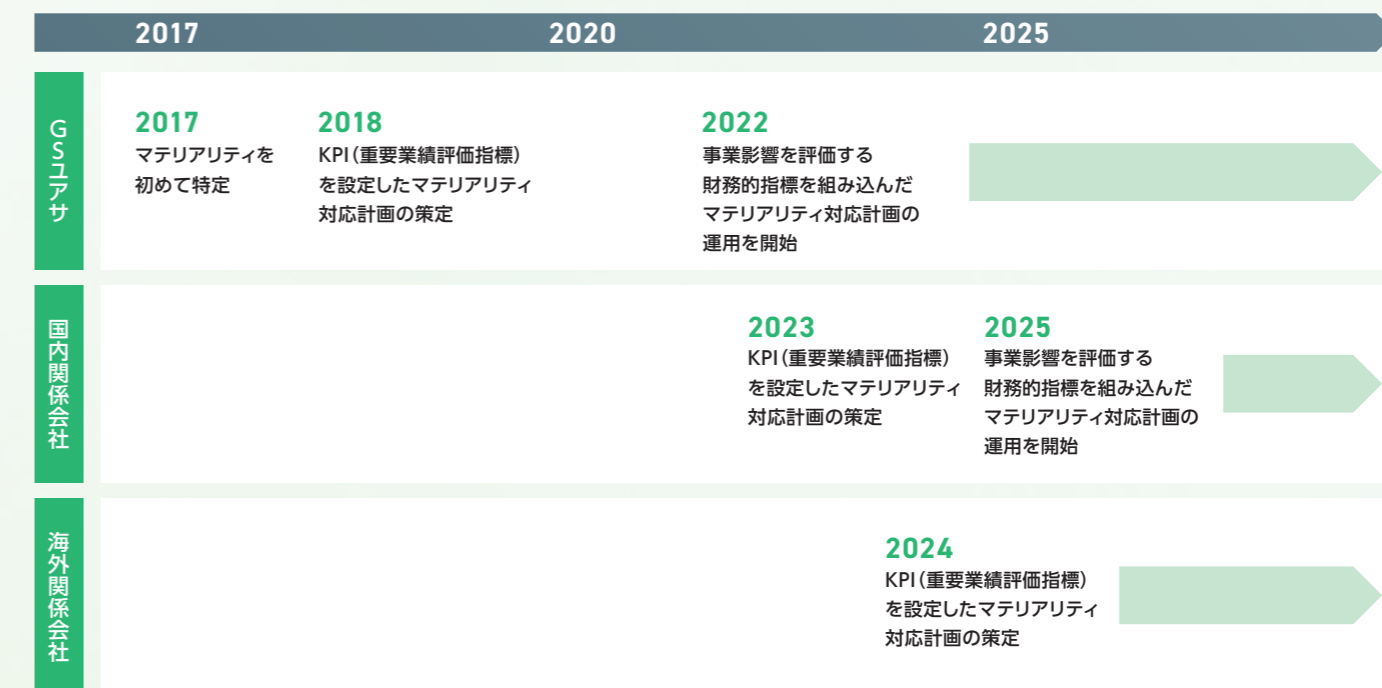 2017
2020
2025
GSユアサ
2017
マテリアリティを
初めて特定
2018
KPI(重要業績評価指標)
を設定したマテリアリティ
対応計画の策定
2022
事業影響を評価する
財務的指標を組み込んだ
マテリアリティ対応計画の
運用を開始
国内関係会社
2023
KPI(重要業績評価指標)
を設定したマテリアリティ
対応計画の策定
2025
事業影響を評価する
財務的指標を組み込んだ
マテリアリティ対応計画の
運用を開始
海外関係会社
2024
KPI(重要業績評価指標)
を設定したマテリアリティ
対応計画の策定